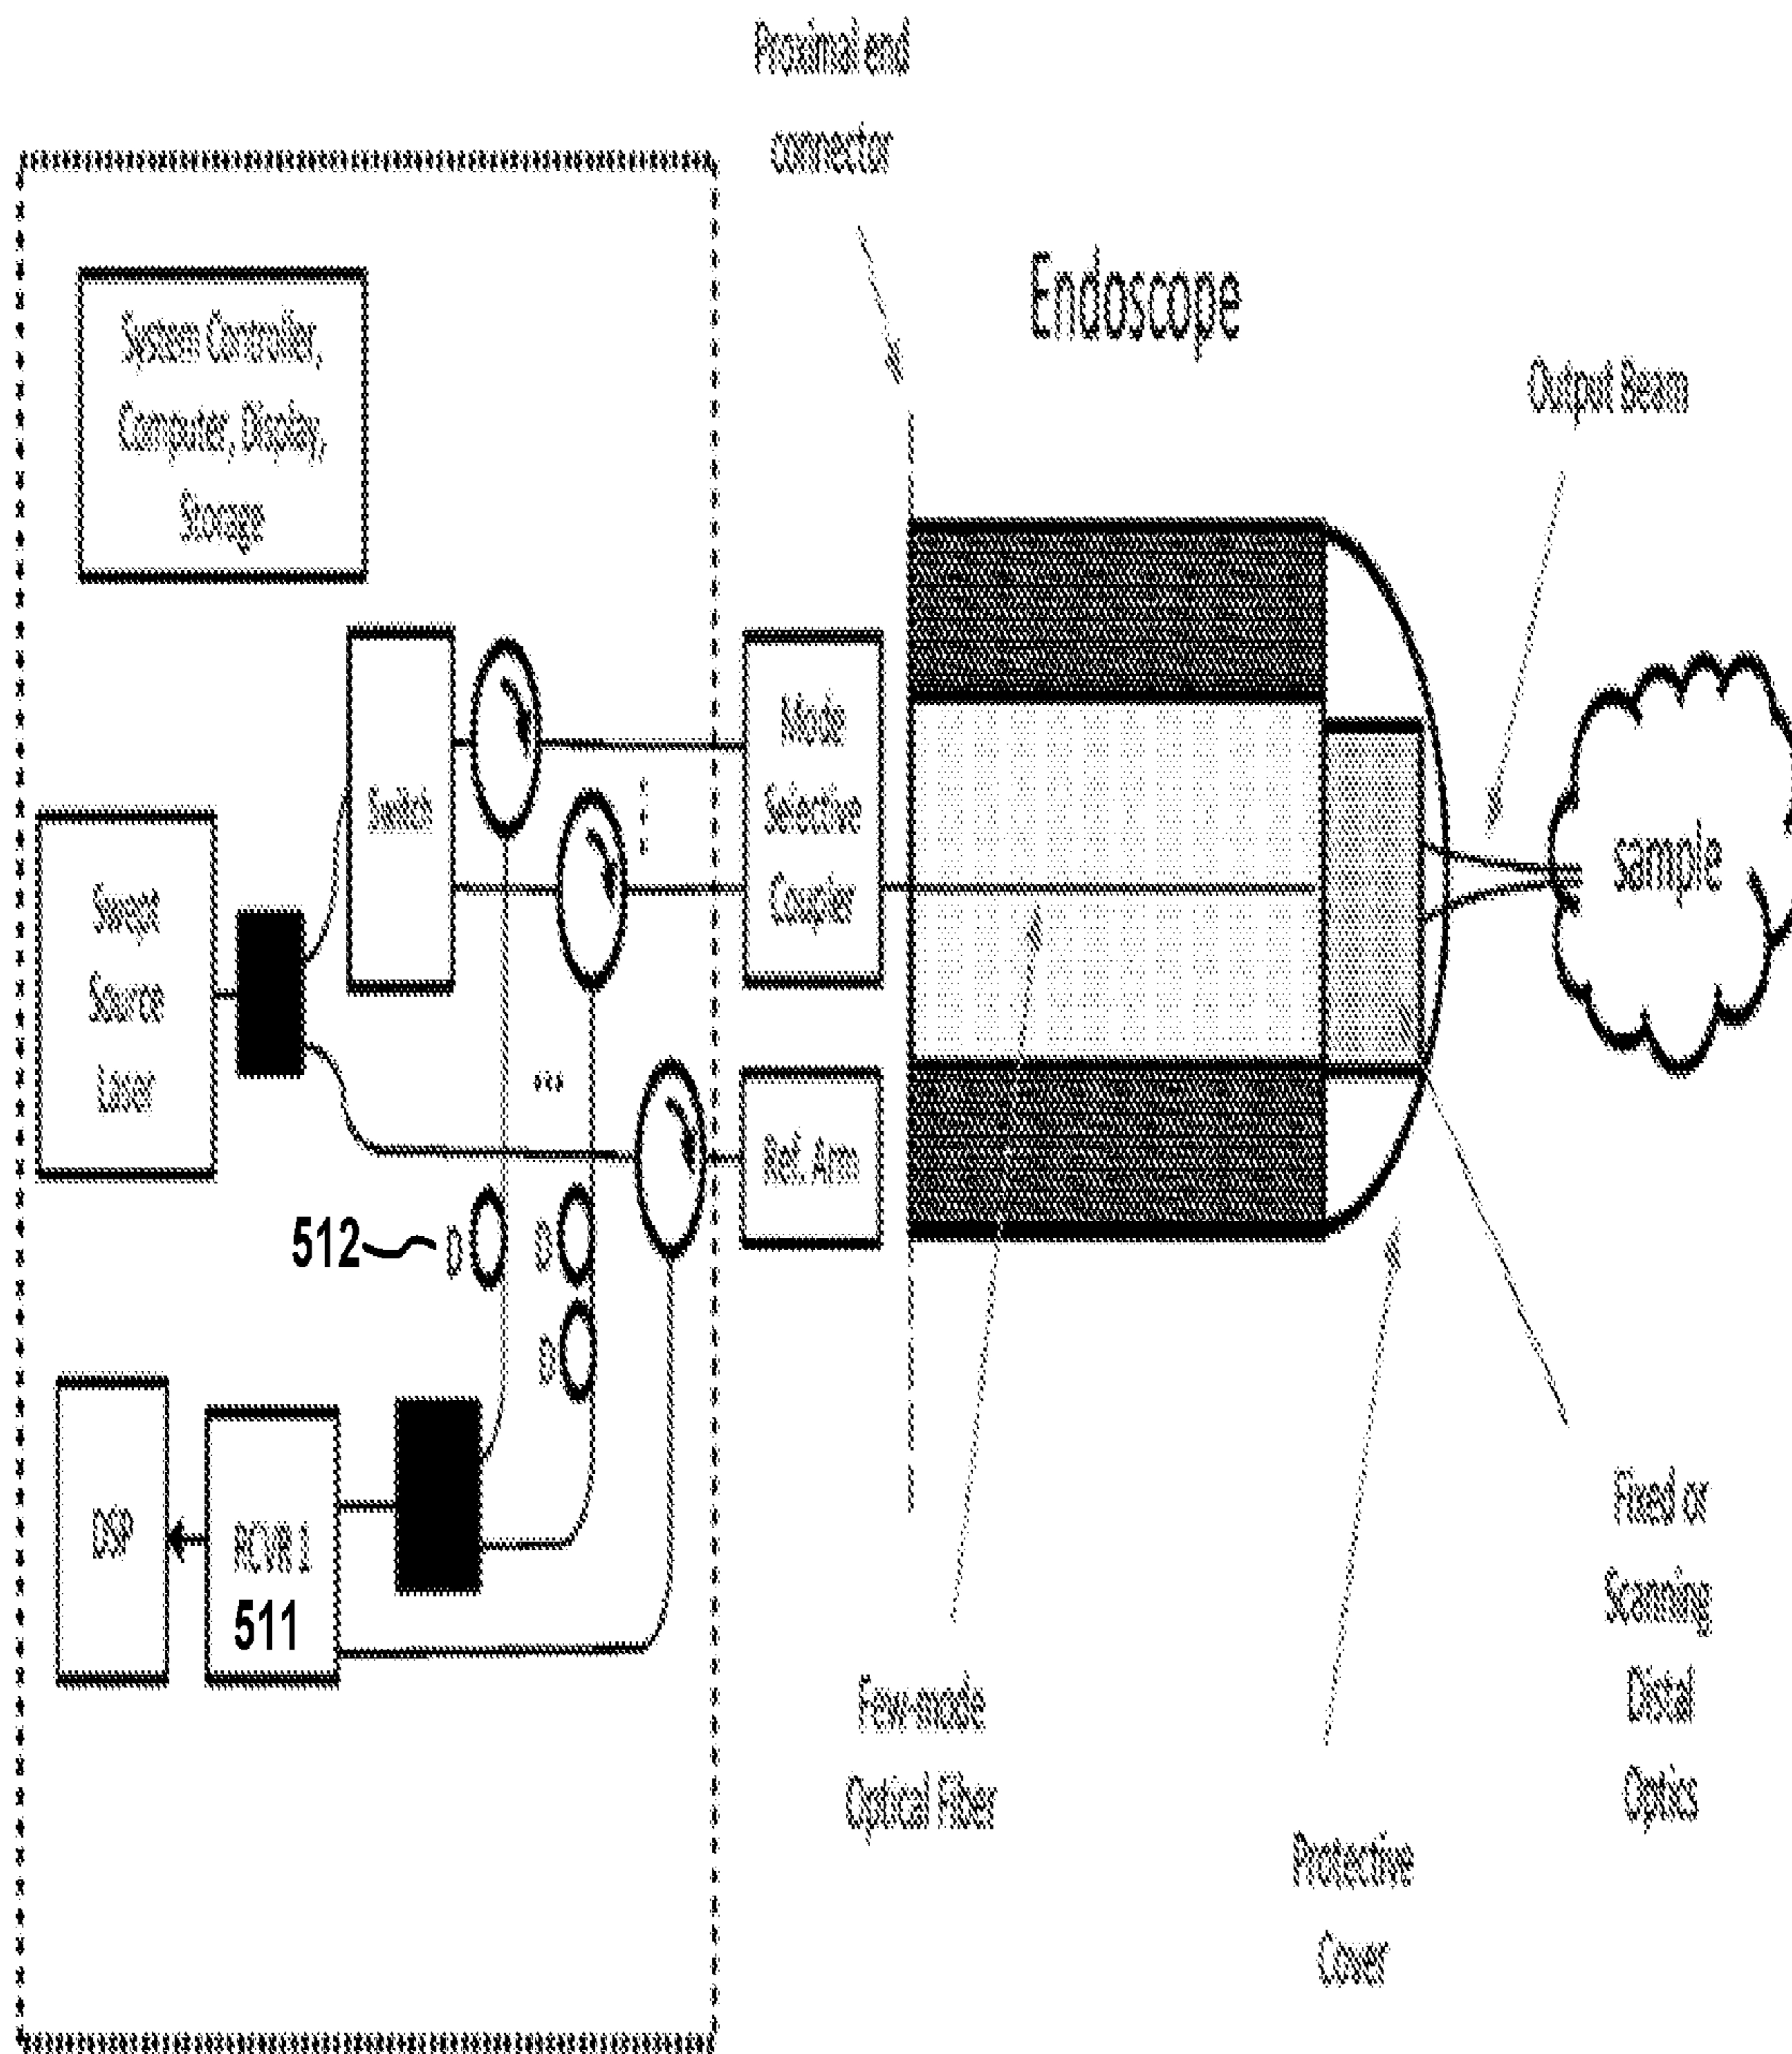 Proximal end
connector
Endoscope
Output Beam
System Controller,
Computer, Display,
Storage
Switch
Mode
Selective
Coupler
Swept
Source
Laser
sample
...
Ref. Arm
512
D
D
D
DSP
RCVR 1
511
Few-mode
Optical Fiber
Fixed or
Scanning
Distal
Optics
Protective
Cover